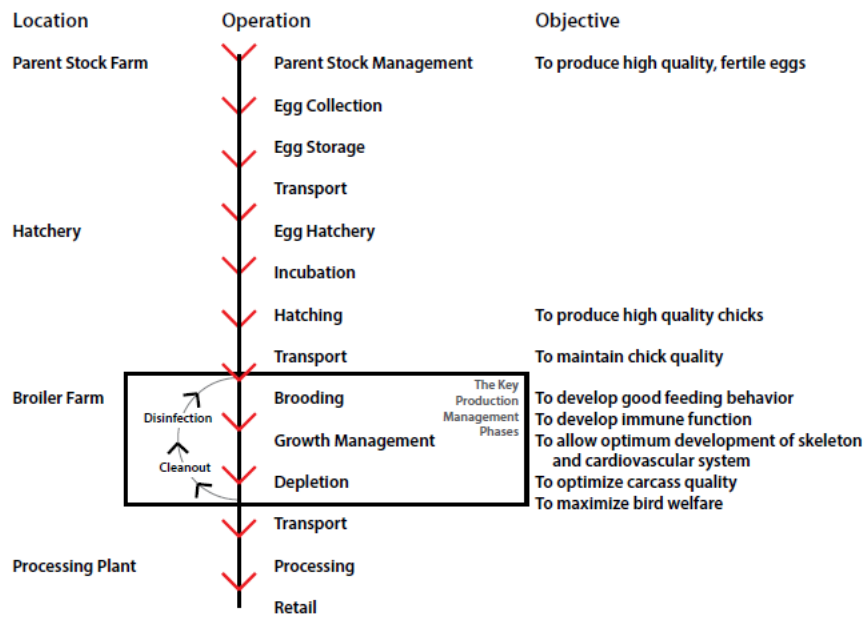 Location Operation Objective
Parent Stock Farm Parent Stock Management To produce high quality, fertile eggs
Egg Collection
Egg Storage
Transport
Hatchery Egg Hatchery
Incubation
Hatching To produce high quality chicks
Transport To maintain chick quality
The Key
Production
Management
Phases
Broiler Farm Brooding To develop good feeding behavior
Disinfection To develop immune function
Growth Management To allow optimum development of skeleton
and cardiovascular system
Cleanout
Depletion To optimize carcass quality
To maximize bird welfare
Transport
Processing Plant Processing
Retail